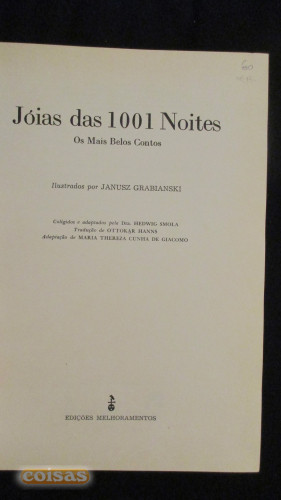 Jóias das 1001 Noites
Os Mais Belos Contos
Ilustrados por JANUSZ GRABIANSKI
Coligidos e adaptados pela Dra. HEDWIG SMOLA
Tradução de OTTOKAR HANNS
Adaptação de MARIA THEREZA CUNHA DE GIACOMO
EDIÇÕES MELHORAMENTOS
coisas